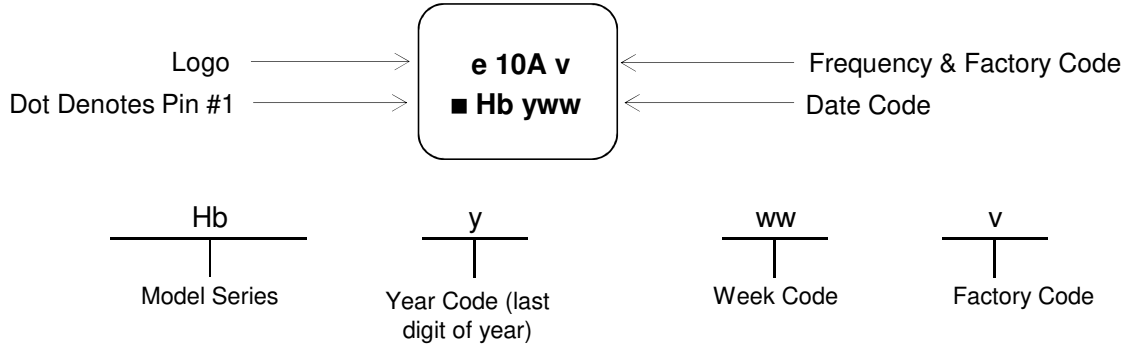 Logo
e 10A v
Frequency & Factory Code
Dot Denotes Pin #1
■ Hb yww
Date Code
Hb
y
ww
v
Model Series
Year Code (last
digit of year)
Week Code
Factory Code